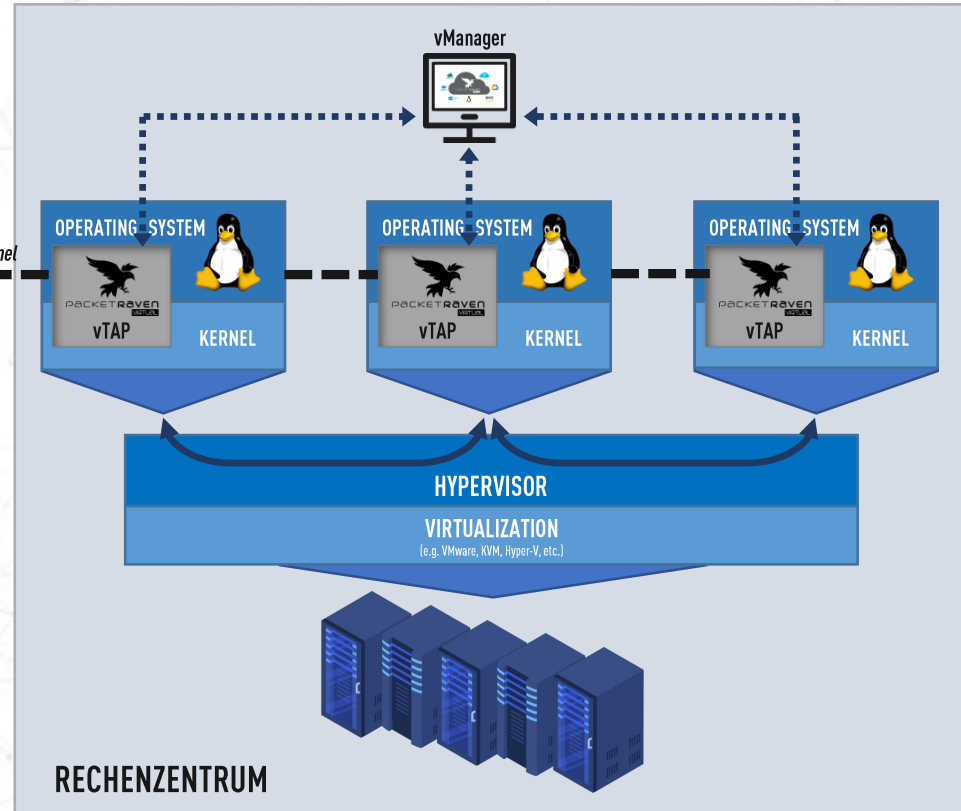 vManager
OPERATING SYSTEM
OPERATING SYSTEM
OPERATING SYSTEM
nel
PACKETRAVEN
VIRTUAL
vTAP
KERNEL
PACKETRAVEN
VIRTUAL
vTAP
KERNEL
PACKETRAVEN
VIRTUAL
vTAP
KERNEL
HYPERVISOR
VIRTUALIZATION
(e.g. VMware, KVM, Hyper-V, etc.)
RECHENZENTRUM